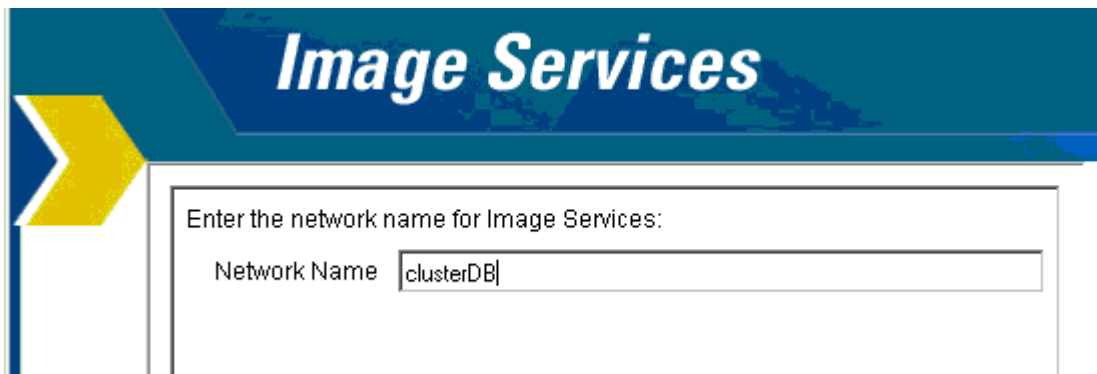 Image Services
Enter the network name for Image Services:
Network Name clusterDB